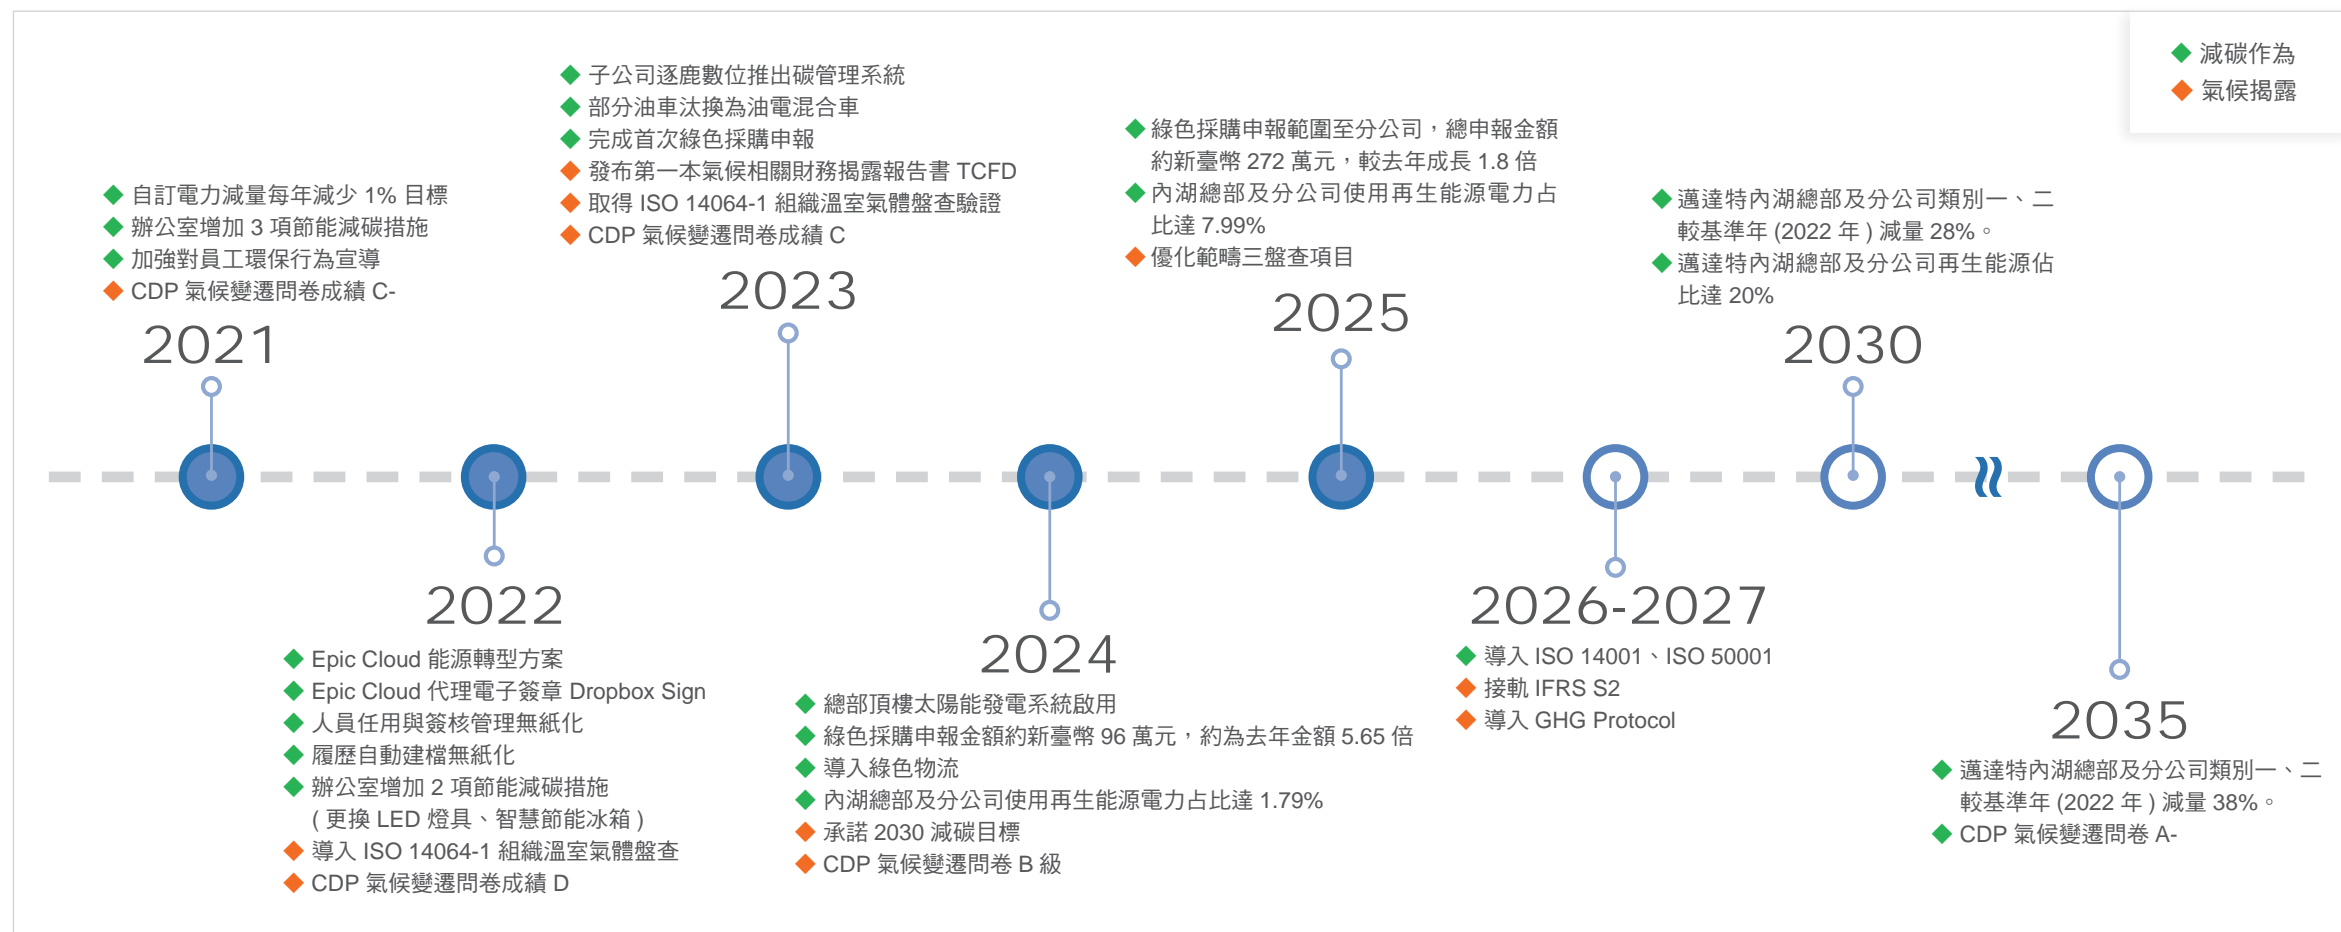 減碳作為
氣候揭露
自訂電力減量每年減少 1% 目標
辦公室增加 3 項節能減碳措施
加強對員工環保行為宣導
CDP 氣候變遷問卷成績 C-
2021
Epic Cloud 能源轉型方案
Epic Cloud 代理電子簽章 Dropbox Sign
人員任用與簽核管理無紙化
履歷自動建檔無紙化
辦公室增加 2 項節能減碳措施
( 更換 LED 燈具、智慧節能冰箱 )
導入 ISO 14064-1 組織溫室氣體盤查
CDP 氣候變遷問卷成績 D
2022
子公司逐鹿數位推出碳管理系統
部分油車汰換為油電混合車
完成首次綠色採購申報
發布第一本氣候相關財務揭露報告書 TCFD
取得 ISO 14064-1 組織溫室氣體盤查驗證
CDP 氣候變遷問卷成績 C
2023
2024
總部頂樓太陽能發電系統啟用
綠色採購申報金額約新臺幣 96 萬元，約為去年金額 5.65 倍
導入綠色物流
內湖總部及分公司使用再生能源電力占比達 1.79%
承諾 2030 減碳目標
CDP 氣候變遷問卷 B 級
綠色採購申報範圍至分公司，總申報金額
約新臺幣 272 萬元，較去年成長 1.8 倍
內湖總部及分公司使用再生能源電力占
比達 7.99%
優化範疇三盤查項目
2025
2026-2027
導入 ISO 14001、ISO 50001
接軌 IFRS S2
導入 GHG Protocol
邁達特內湖總部及分公司類別一、二
較基準年 (2022 年 ) 減量 28%。
邁達特內湖總部及分公司再生能源佔
比達 20%
2030
2035
邁達特內湖總部及分公司類別一、二
較基準年 (2022 年 ) 減量 38%。
CDP 氣候變遷問卷 A-